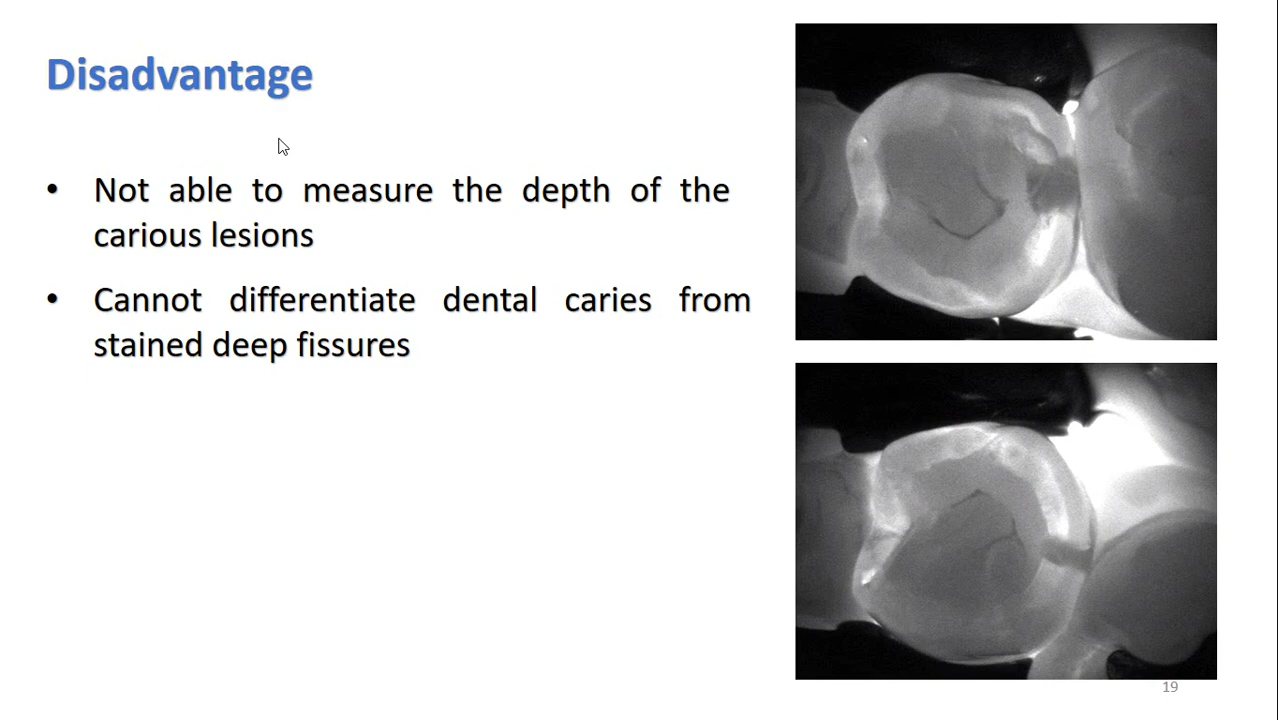 Disadvantage
• Not able to measure the depth of the
carious lesions
• Cannot differentiate dental caries from
stained deep fissures
19